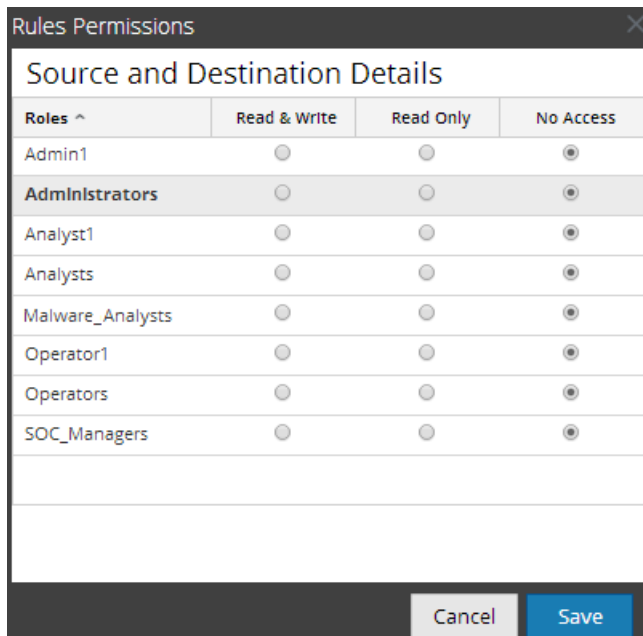 Rules Permissions
Source and Destination Details
Roles Read & Write Read Only No Access
Admin1
Administrators
Analyst1
Analysts
Malware_Analysts
Operator1
Operators
SOC_Managers
Cancel Save